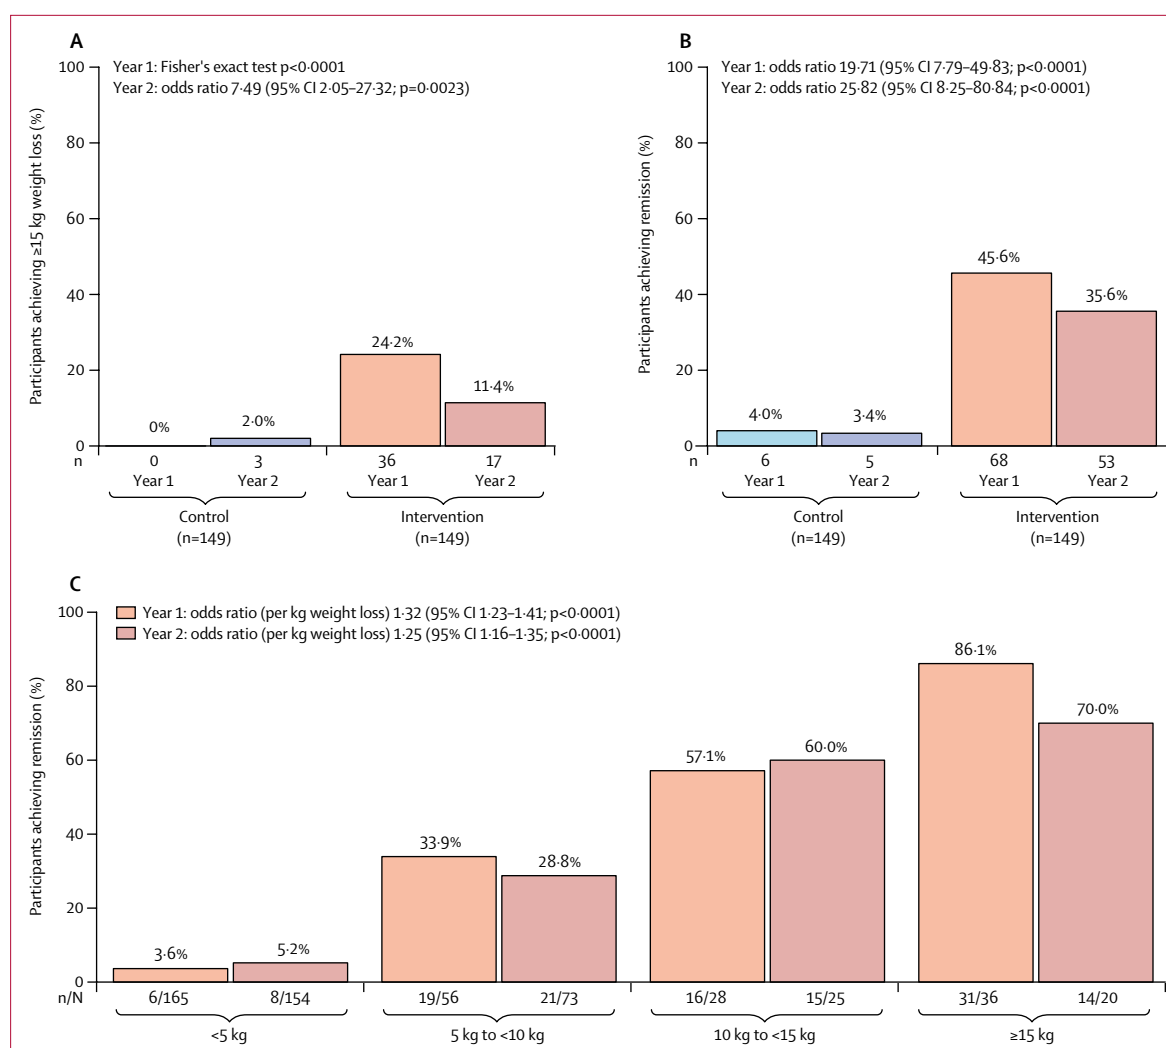 A
Year 1: Fisher's exact test p<0·0001
Year 2: odds ratio 7·49 (95% CI 2·05–27·32; p=0·0023)
Participants achieving ≥15 kg weight loss (%)
100
80
60
40
20
0
0%
2·0%
24·2%
11·4%
n
0
3
36
17
Year 1
Year 2
Year 1
Year 2
Control
(n=149)
Intervention
(n=149)
B
Year 1: odds ratio 19·71 (95% CI 7·79–49·83; p<0·0001)
Year 2: odds ratio 25·82 (95% CI 8·25–80·84; p<0·0001)
Participants achieving remission (%)
100
80
60
40
20
0
4·0%
3·4%
45·6%
35·6%
n
6
5
68
53
Year 1
Year 2
Year 1
Year 2
Control
(n=149)
Intervention
(n=149)
C
Year 1: odds ratio (per kg weight loss) 1·32 (95% CI 1·23–1·41; p<0·0001)
Year 2: odds ratio (per kg weight loss) 1·25 (95% CI 1·16–1·35; p<0·0001)
Participants achieving remission (%)
100
80
60
40
20
0
3·6%
5·2%
33·9%
28·8%
57·1%
60·0%
86·1%
70·0%
n/N
6/165
8/154
19/56
21/73
16/28
15/25
31/36
14/20
<5 kg
5 kg to <10 kg
10 kg to <15 kg
≥15 kg